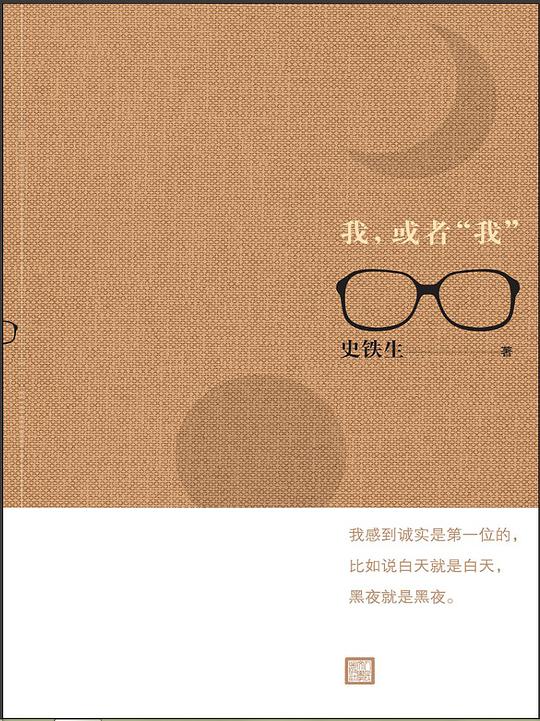 我，或者“我”
史铁生 著
我感到诚实是第一位的，
比如说白天就是白天，
黑夜就是黑夜。